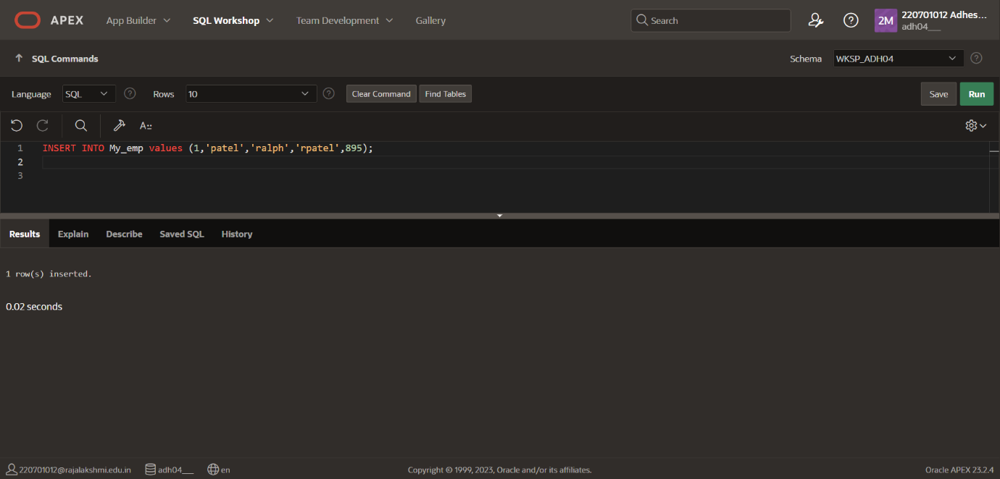 APEX App Builder SQL Workshop Team Development Gallery Search 2M 220701012 Adhes...
adh04___
SQL Commands Schema WKSP_ADH04
Language SQL Rows 10 Clear Command Find Tables Save Run
A::
1 INSERT INTO My_emp values (1,'patel','ralph','rpatel',895);
2
3
Results Explain Describe Saved SQL History
1 row(s) inserted.
0.02 seconds
220701012@rajalakshmi.edu.in adh04___ en Copyright © 1999, 2023, Oracle and/or its affiliates. Oracle APEX 23.2.4